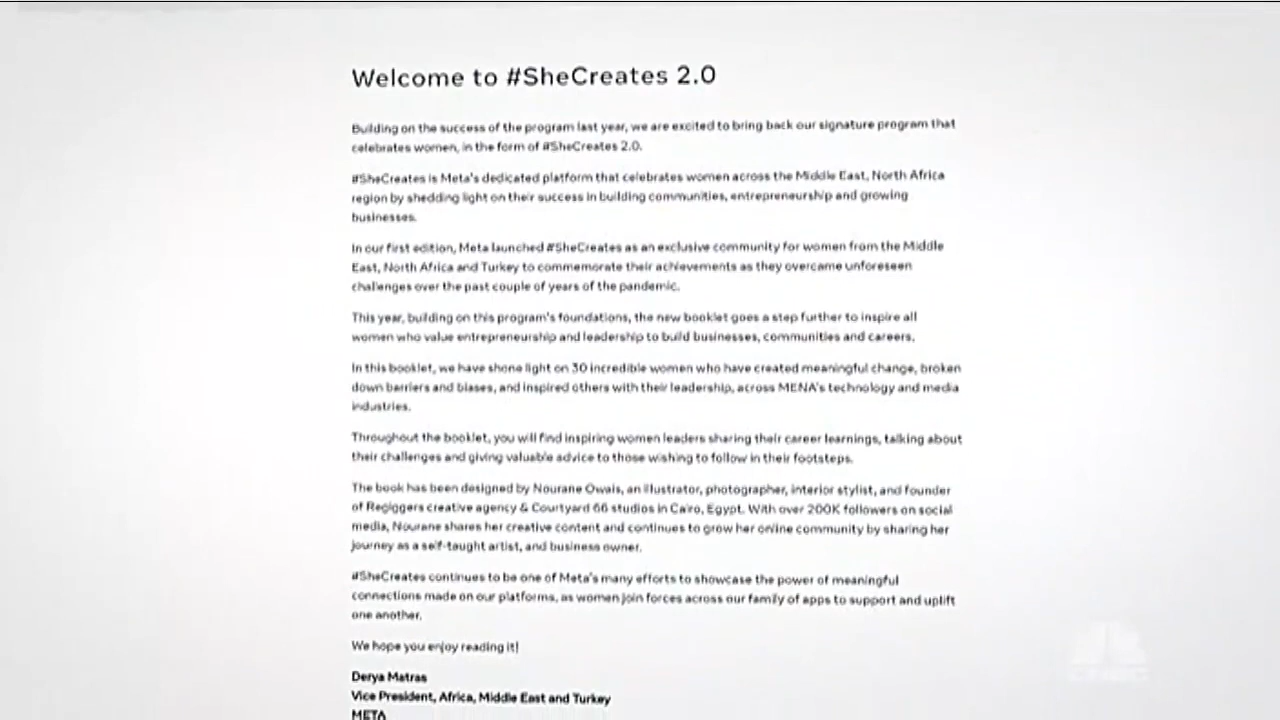 Welcome to #SheCreates 2.0
Building on the success of the program last year, we are excited to bring back our signature program that
celebrates women, in the form of #SheCreates 2.0.
#SheCreates is Meta's dedicated platform that celebrates women across the Middle East, North Africa
region by shedding light on their success in building communities, entrepreneurship and growing
businesses.
In our first edition, Meta launched #SheCreates as an exclusive community for women from the Middle
East, North Africa and Turkey to commemorate their achievements as they overcame unforeseen
challenges over the past couple of years of the pandemic.
This year, building on this program's foundations, the new booklet goes a step further to inspire all
women who value entrepreneurship and leadership to build businesses, communities and careers.
In this booklet, we have shone light on 30 incredible women who have created meaningful change, broken
down barriers and biases, and inspired others with their leadership, across MENA's technology and media
industries.
Throughout the booklet, you will find inspiring women leaders sharing their career learnings, talking about
their challenges and giving valuable advice to those wishing to follow in their footsteps.
The book has been designed by Nourane Owais, an illustrator, photographer, interior stylist, and founder
of Regiggers creative agency & Courtyard 66 studios in Cairo, Egypt. With over 200K followers on social
media, Nourane shares her creative content and continues to grow her online community by sharing her
journey as a self-taught artist, and business owner.
#SheCreates continues to be one of Meta's many efforts to showcase the power of meaningful
connections made on our platforms, as women join forces across our family of apps to support and uplift
one another.
We hope you enjoy reading it!
Derya Matras
Vice President, Africa, Middle East and Turkey
META
CNBC